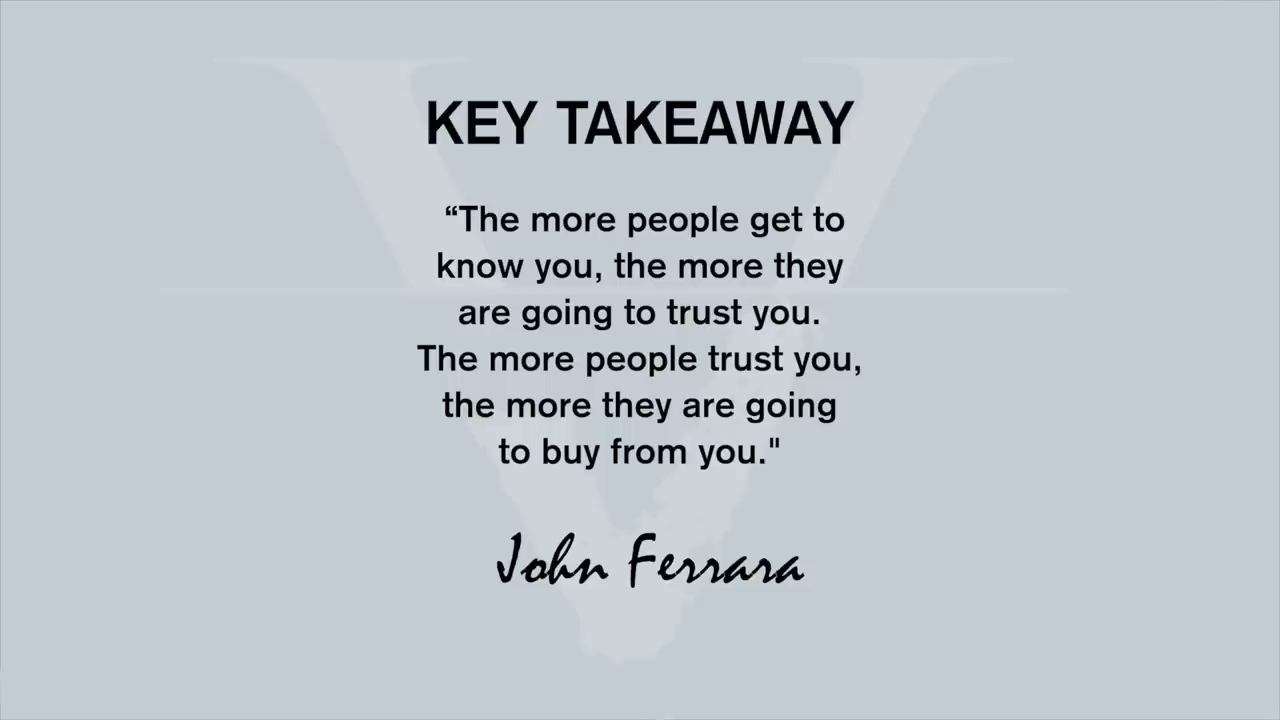 KEY TAKEAWAY
“The more people get to
know you, the more they
are going to trust you.
The more people trust you,
the more they are going
to buy from you."
John Ferrara